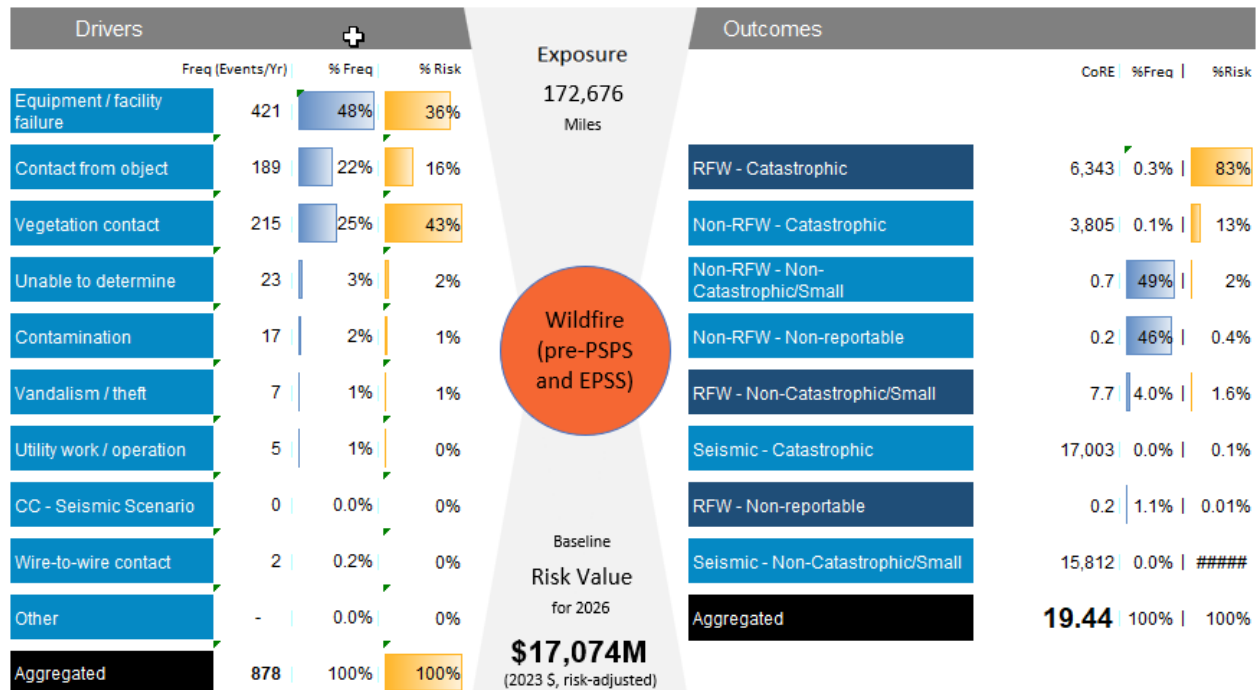 Drivers
Freq (Events/Yr) % Freq % Risk
Equipment / facility
failure 421 48% 36%
Contact from object 189 22% 16%
Vegetation contact 215 25% 43%
Unable to determine 23 3% 2%
Contamination 17 2% 1%
Vandalism / theft 7 1% 1%
Utility work / operation 5 1% 0%
CC - Seismic Scenario 0 0.0% 0%
Wire-to-wire contact 2 0.2% 0%
Other - 0.0% 0%
Aggregated 878 100% 100%
Exposure
172,676
Miles
Wildfire
(pre-PSPS
and EPSS)
Baseline
Risk Value
for 2026
$17,074M
(2023 $, risk-adjusted)
Outcomes
CoRE %Freq | %Risk
RFW - Catastrophic 6,343 0.3% | 83%
Non-RFW - Catastrophic 3,805 0.1% | 13%
Non-RFW - Non-
Catastrophic/Small 0.7 49% | 2%
Non-RFW - Non-reportable 0.2 46% | 0.4%
RFW - Non-Catastrophic/Small 7.7 4.0% | 1.6%
Seismic - Catastrophic 17,003 0.0% | 0.1%
RFW - Non-reportable 0.2 1.1% | 0.01%
Seismic - Non-Catastrophic/Small 15,812 0.0% | #####
Aggregated 19.44 100% | 100%